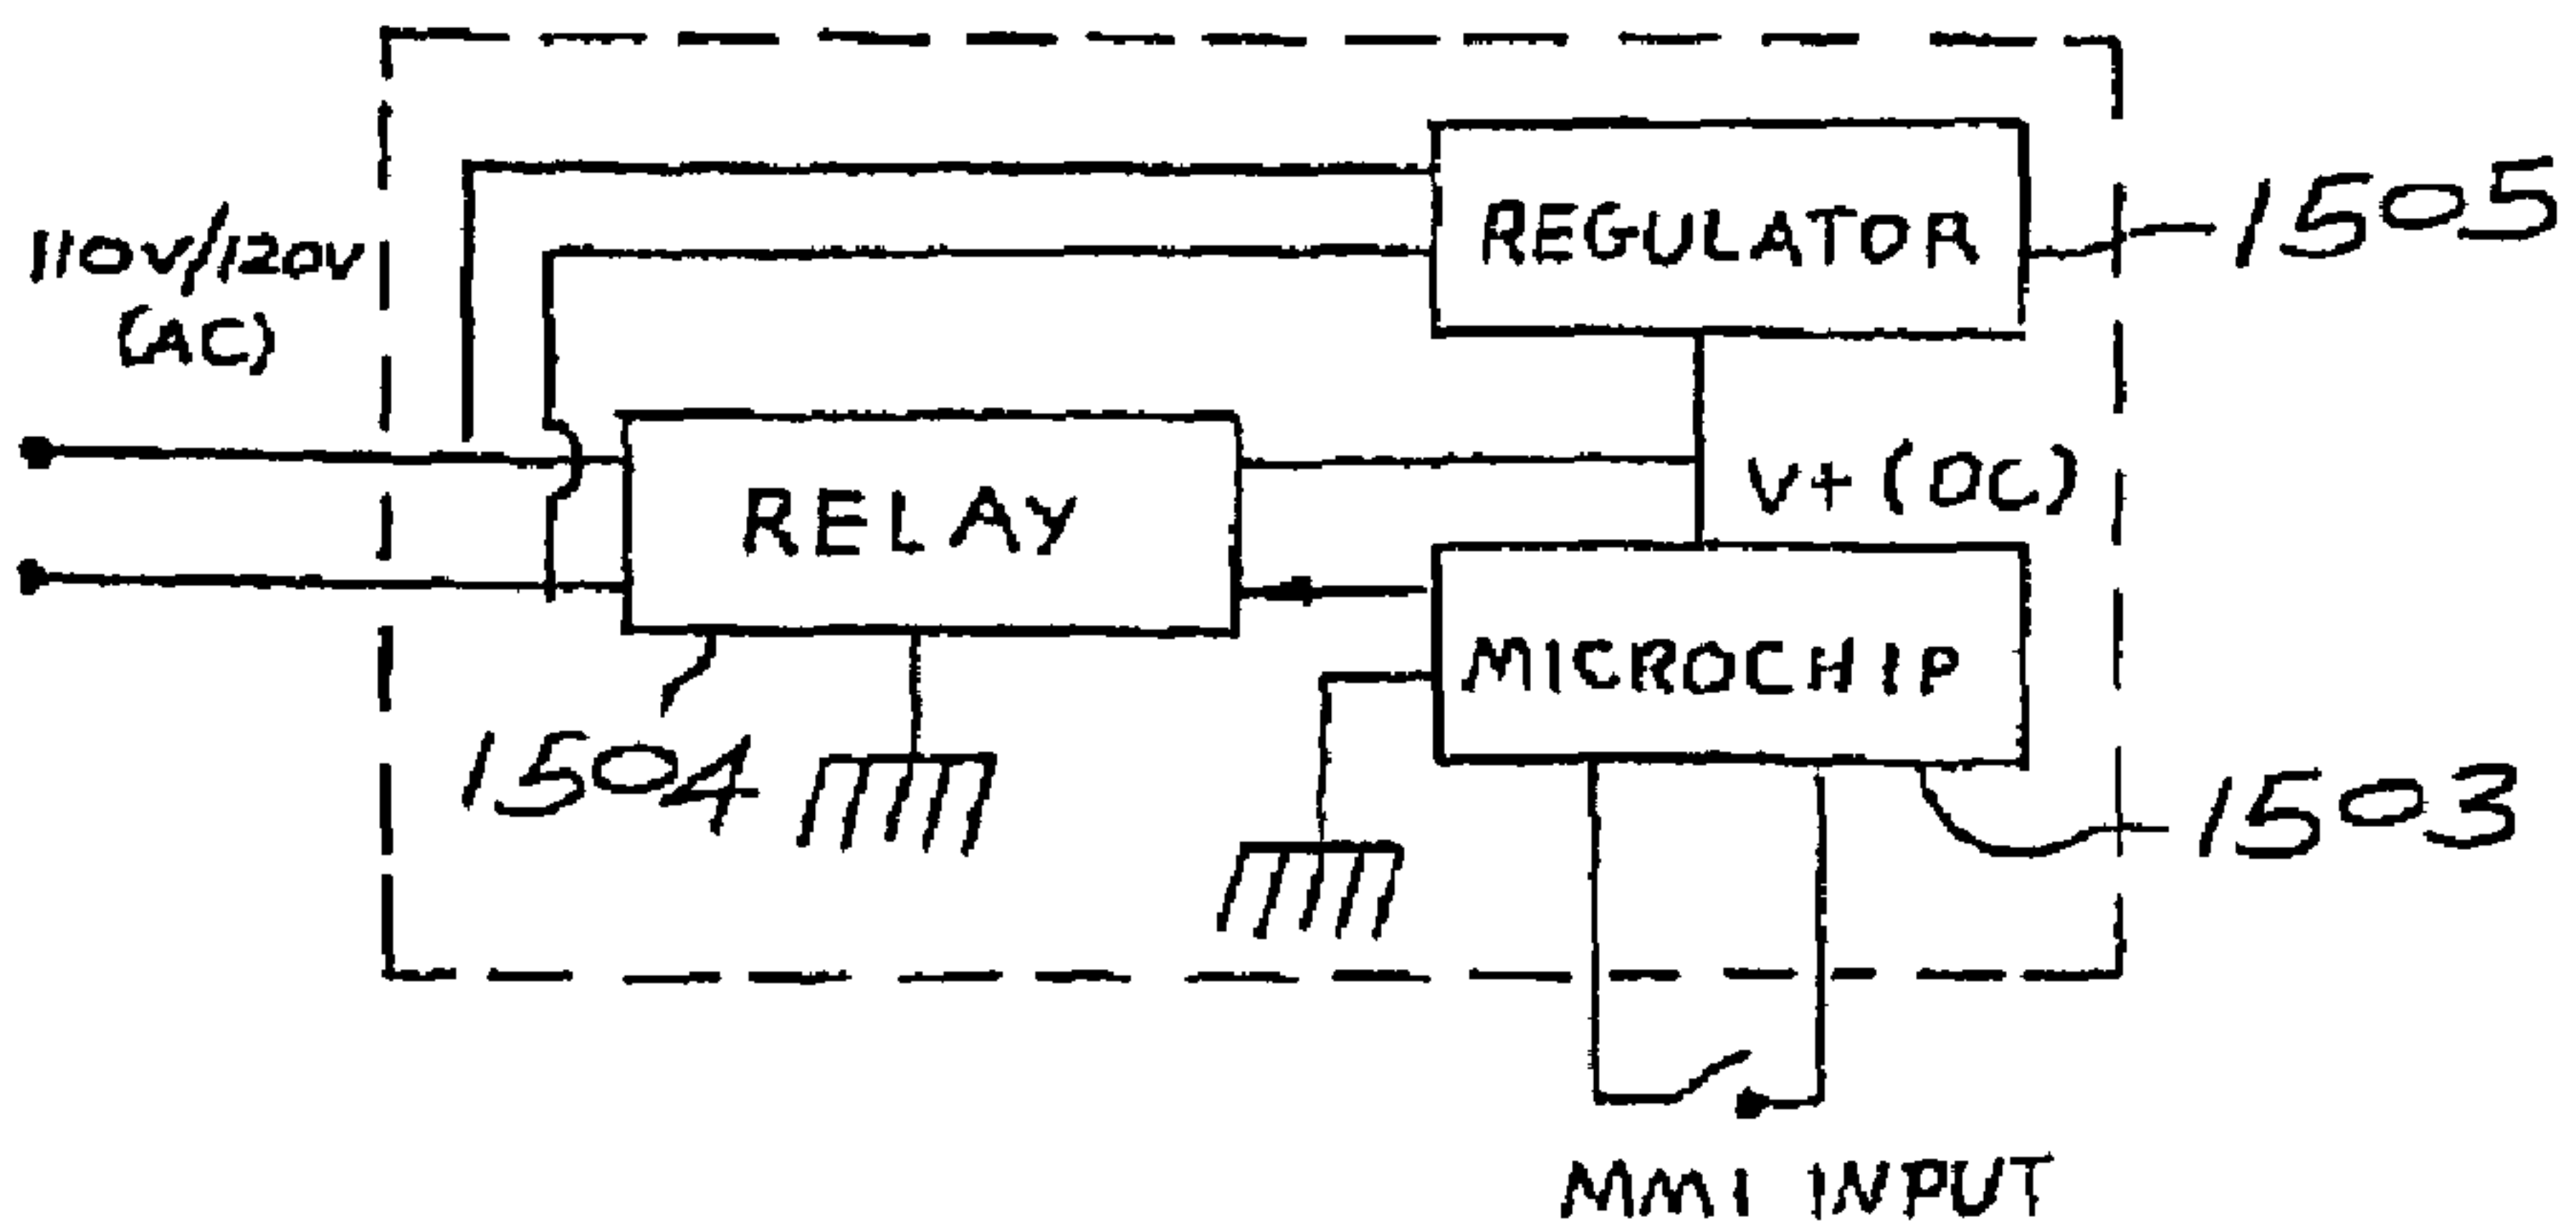 110V/120V
(AC)
REGULATOR
1505
RELAY
V+ (DC)
MICROCHIP
1504
1503
MMI INPUT